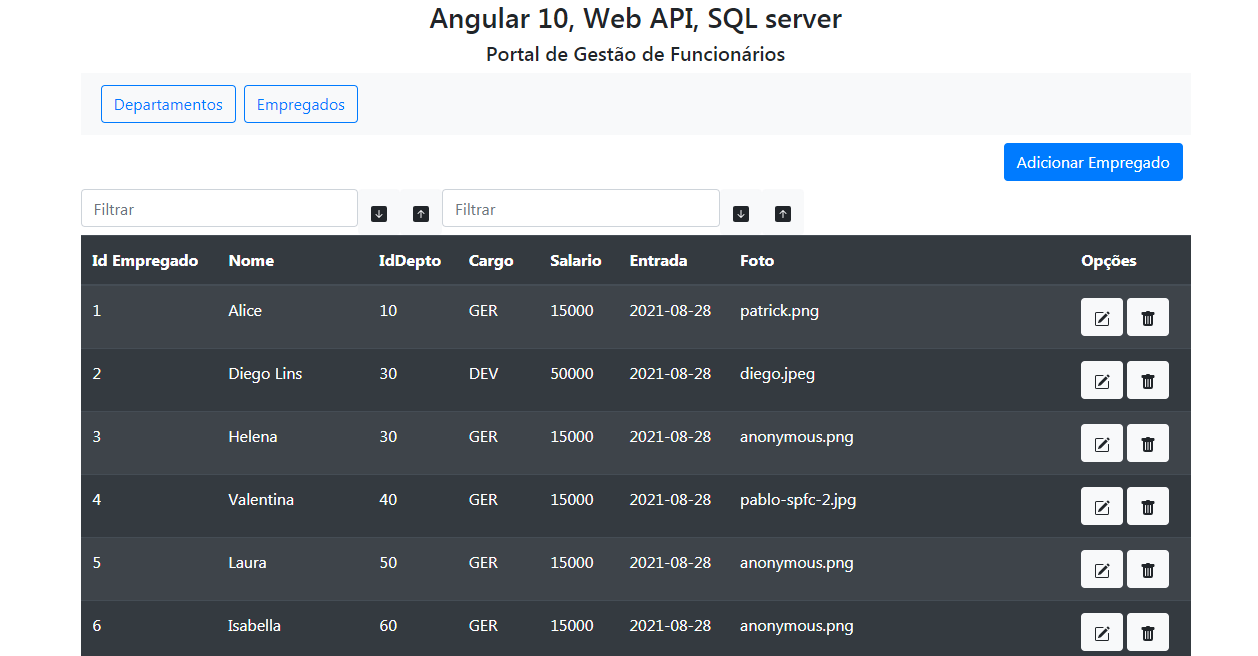 Angular 10, Web API, SQL server
Portal de Gestão de Funcionários
Departamentos Empregados
Adicionar Empregado
Filtrar Filtrar
Id Empregado Nome IdDepto Cargo Salario Entrada Foto Opções
1 Alice 10 GER 15000 2021-08-28 patrick.png
2 Diego Lins 30 DEV 50000 2021-08-28 diego.jpeg
3 Helena 30 GER 15000 2021-08-28 anonymous.png
4 Valentina 40 GER 15000 2021-08-28 pablo-spfc-2.jpg
5 Laura 50 GER 15000 2021-08-28 anonymous.png
6 Isabella 60 GER 15000 2021-08-28 anonymous.png